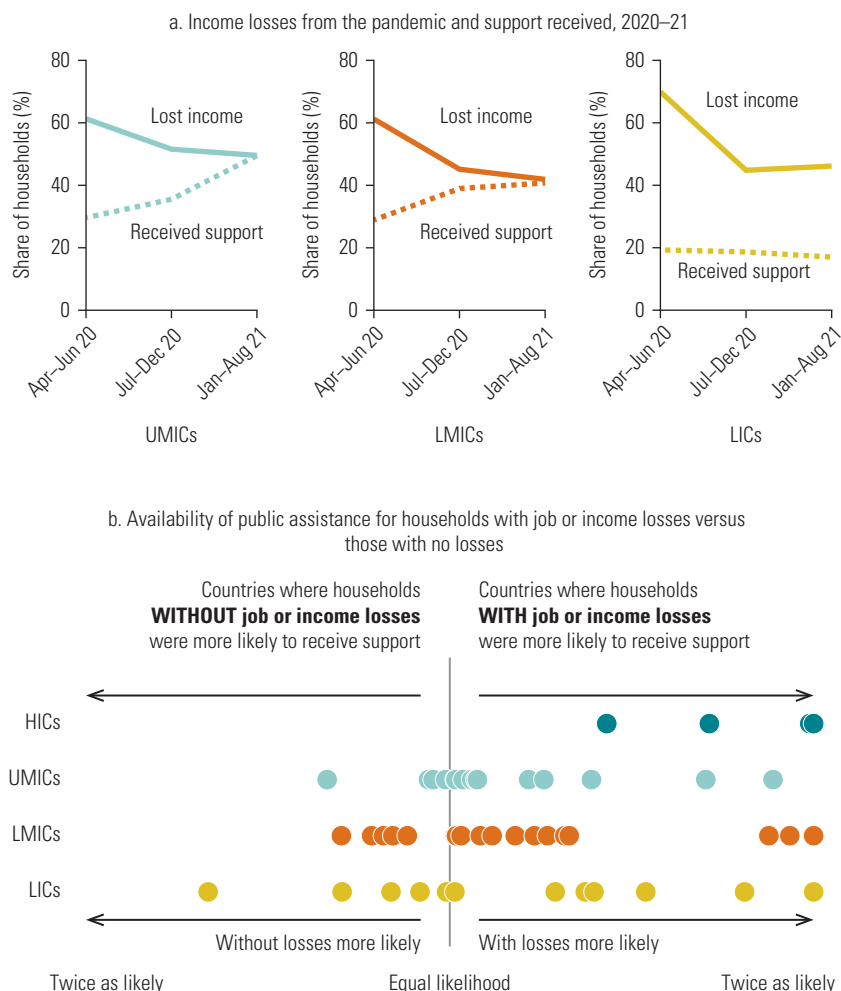 a. Income losses from the pandemic and support received, 2020–21
Share of households (%)
80
60
40
20
0
Lost income
Received support
Apr–Jun 20
Jul–Dec 20
Jan–Aug 21
UMICs
Share of households (%)
80
60
40
20
0
Lost income
Received support
Apr–Jun 20
Jul–Dec 20
Jan–Aug 21
LMICs
Share of households (%)
80
60
40
20
0
Lost income
Received support
Apr–Jun 20
Jul–Dec 20
Jan–Aug 21
LICs
b. Availability of public assistance for households with job or income losses versus
those with no losses
Countries where households
WITHOUT job or income losses
were more likely to receive support
Countries where households
WITH job or income losses
were more likely to receive support
HICs
UMICs
LMICs
LICs
Without losses more likely
With losses more likely
Twice as likely
Equal likelihood
Twice as likely